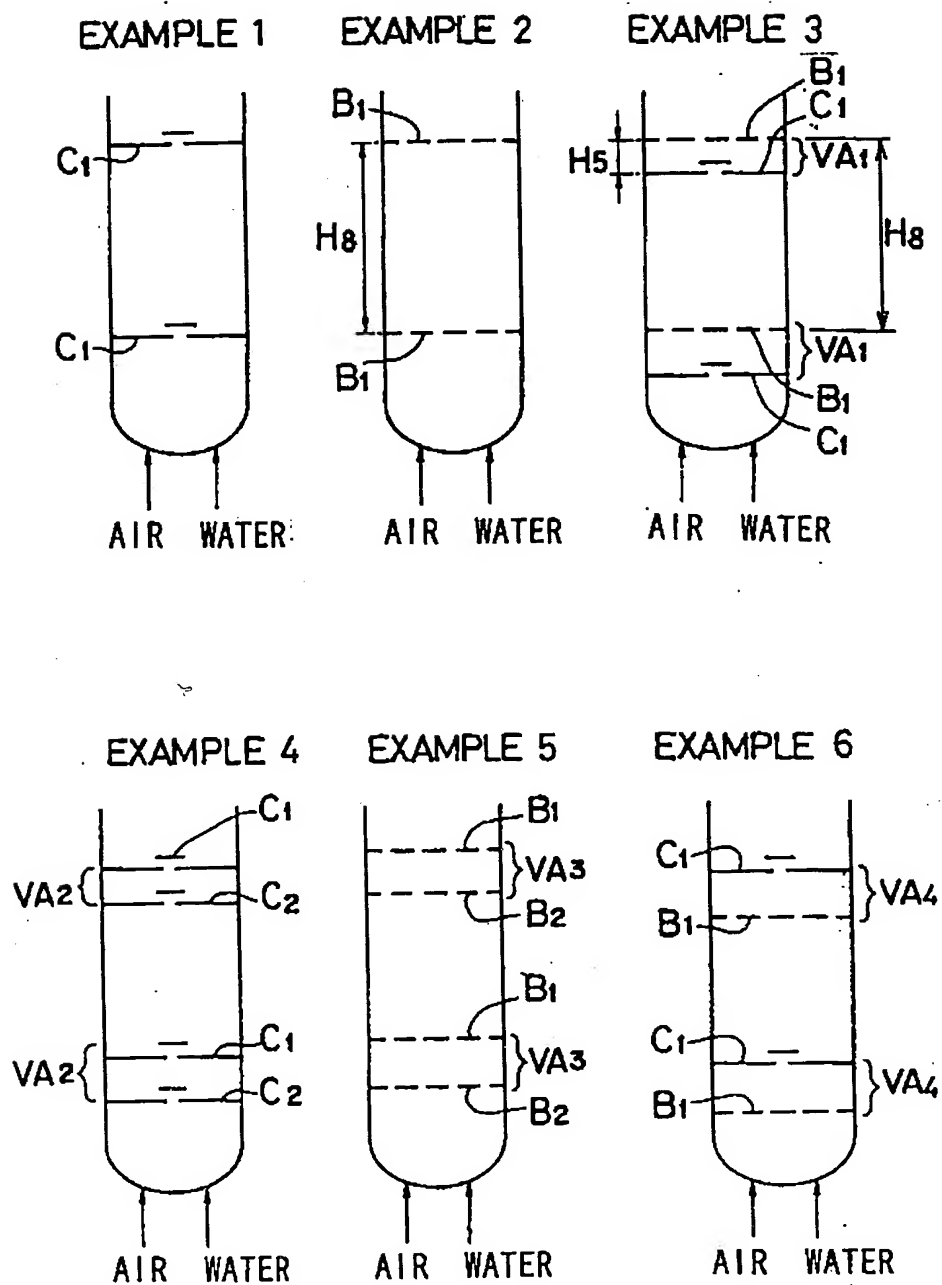 EXAMPLE 1
C1
C1
AIR WATER
EXAMPLE 2
B1
H8
B1
AIR WATER
EXAMPLE 3
B1
C1
H5
VA1
H8
VA1
B1
C1
AIR WATER
EXAMPLE 4
C1
VA2
C2
C1
VA2
C2
AIR WATER
EXAMPLE 5
B1
VA3
B2
B1
VA3
B2
AIR WATER
EXAMPLE 6
C1
VA4
B1
C1
VA4
B1
AIR WATER